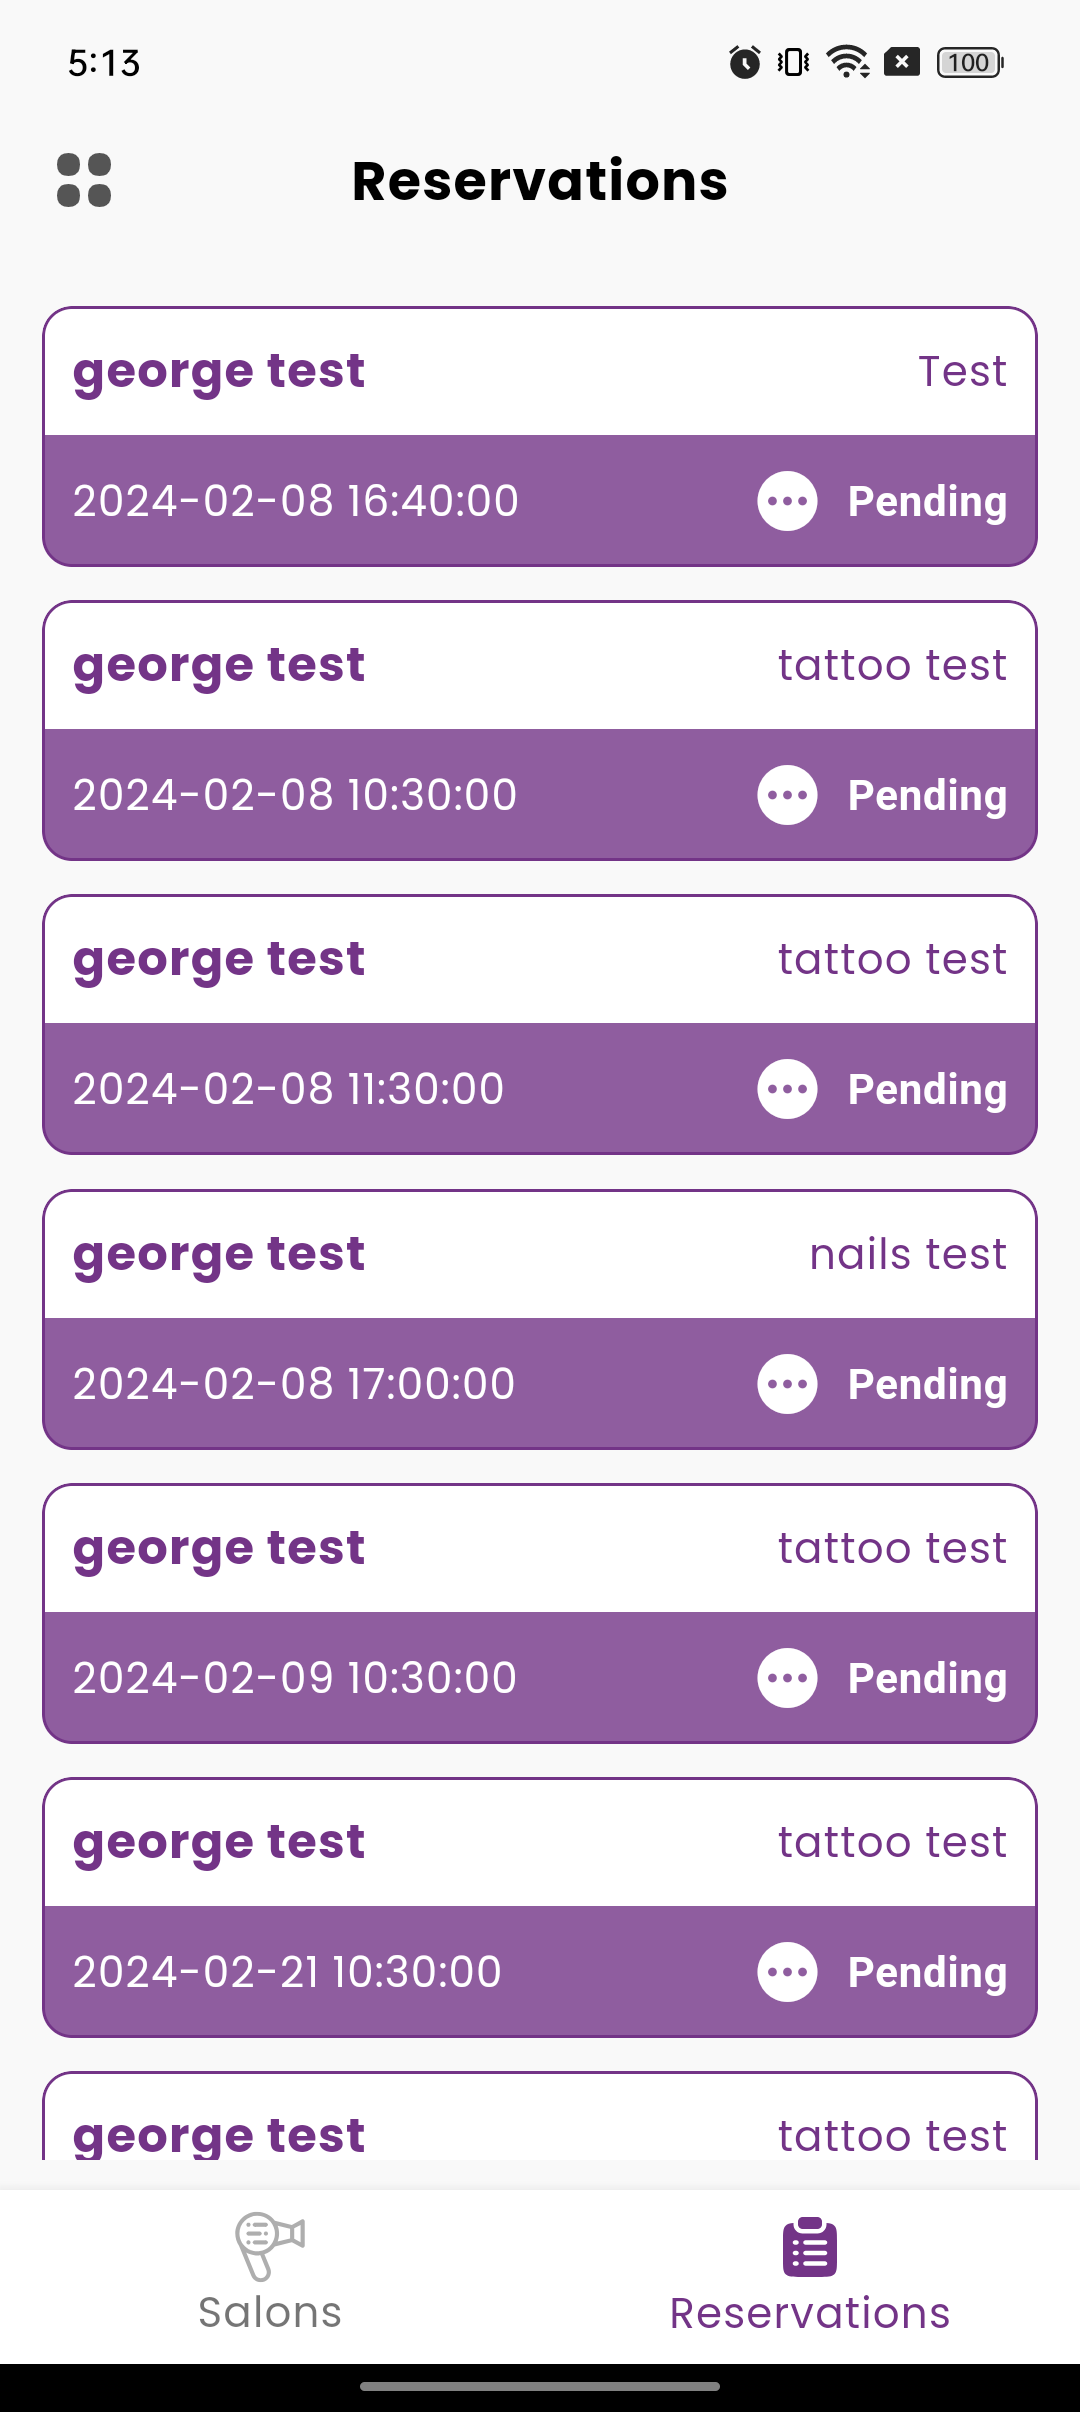 5:13
100
Reservations
george test Test
2024-02-08 16:40:00 Pending
george test tattoo test
2024-02-08 10:30:00 Pending
george test tattoo test
2024-02-08 11:30:00 Pending
george test nails test
2024-02-08 17:00:00 Pending
george test tattoo test
2024-02-09 10:30:00 Pending
george test tattoo test
2024-02-21 10:30:00 Pending
george test tattoo test
Salons Reservations